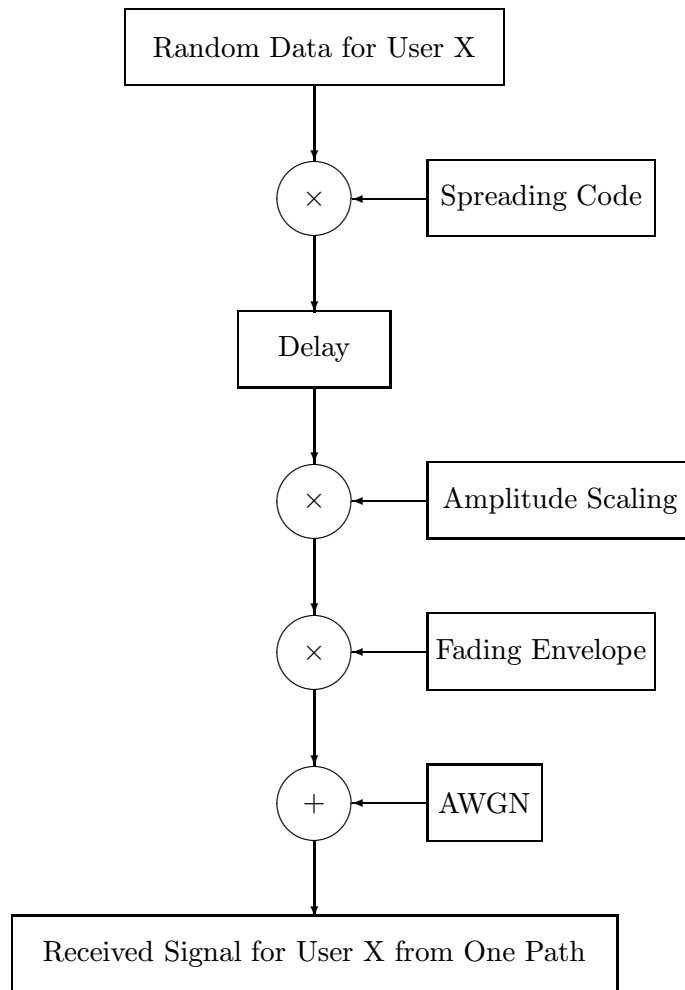 Random Data for User X
×
Spreading Code
Delay
×
Amplitude Scaling
×
Fading Envelope
+
AWGN
Received Signal for User X from One Path